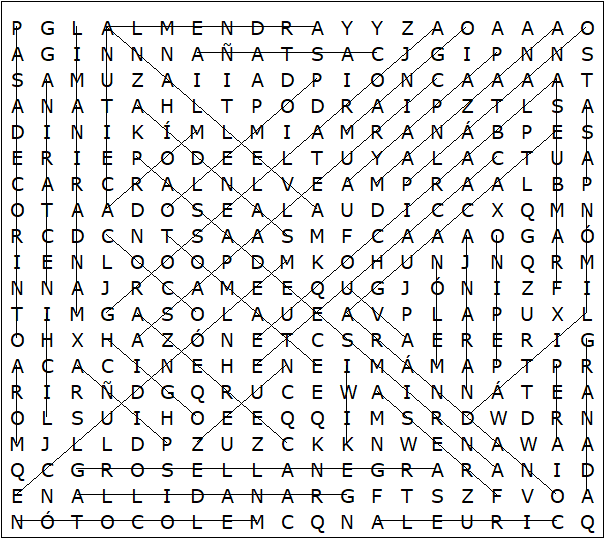 P G L A L M E N D R A Y Y Z A O A A A O
A G I N N N A Ñ A T S A C J G I P N N S
S A M U Z A I I A D P I O N C A A A A T
A N A T A H L T P O D R A I P Z T L S A
D I N I K Í M L M I A M R A N Á B P E S
E R I E P O D E E L T U Y A L A C T U A
C A R C R A L N L V E A M P R A A L B P
O T A A D O S E A L A U D I C C X Q M N
R C D C N T S A A S M F C A A A O G A Ó
I E N L O O O P D M K O H U N J N Q R M
N N A J R C A M E E Q U G J Ó N I Z F I
T I M G A S O L A U E A V P L A P U X L
O H X H A Z Ó N E T C S R A E R E R I G
A C A C I N E H E N E I M Á M A P T P R
R I R Ñ D G Q R U C E W A I N N Á T E A
O L S U I H O E E Q Q I M S R D W D R N
M J L L D P Z U Z C K K N W E N A W A A
Q C G R O S E L L A N E G R A R A N I D
E N A L L I D A N A R G F T S Z F V O A
N Ó T O C O L E M C Q N A L E U R I C Q